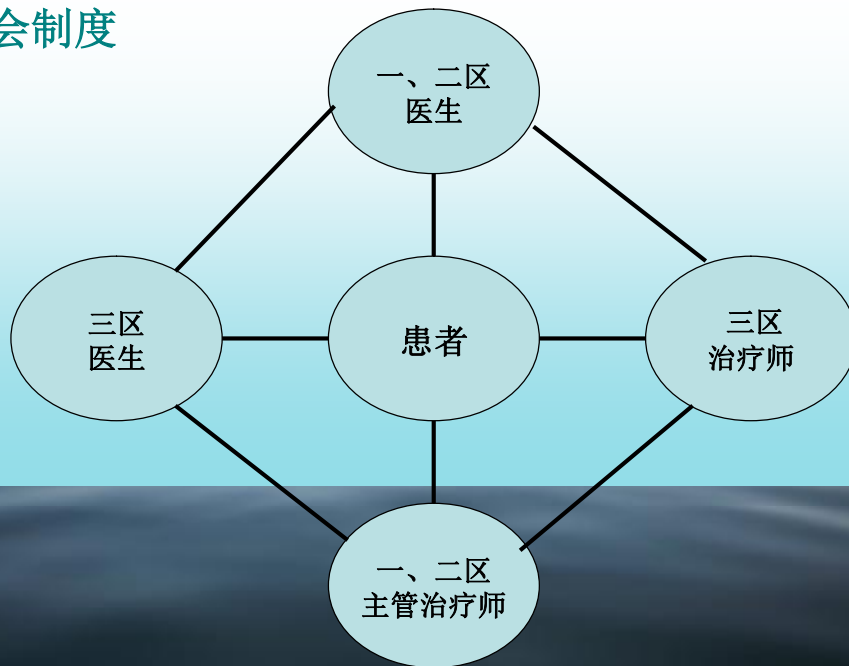 会制度
一、二区
医生
三区
医生
患者
三区
治疗师
一、二区
主管治疗师